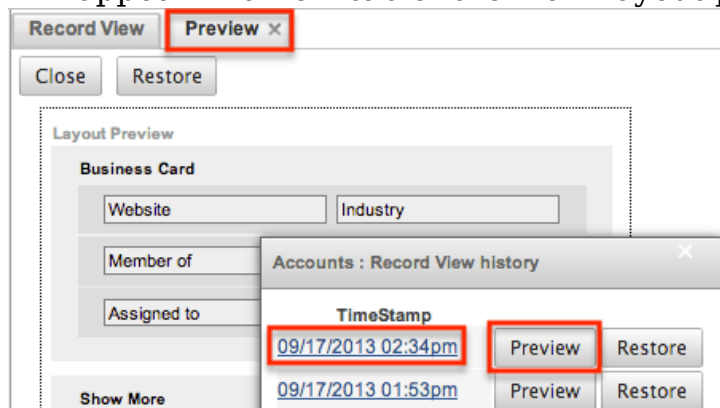 Record View Preview ×
Close Restore
Layout Preview
Business Card
Website Industry
Member of
Accounts : Record View history
Assigned to
TimeStamp
09/17/2013 02:34pm Preview Restore
09/17/2013 01:53pm Preview Restore
Show More